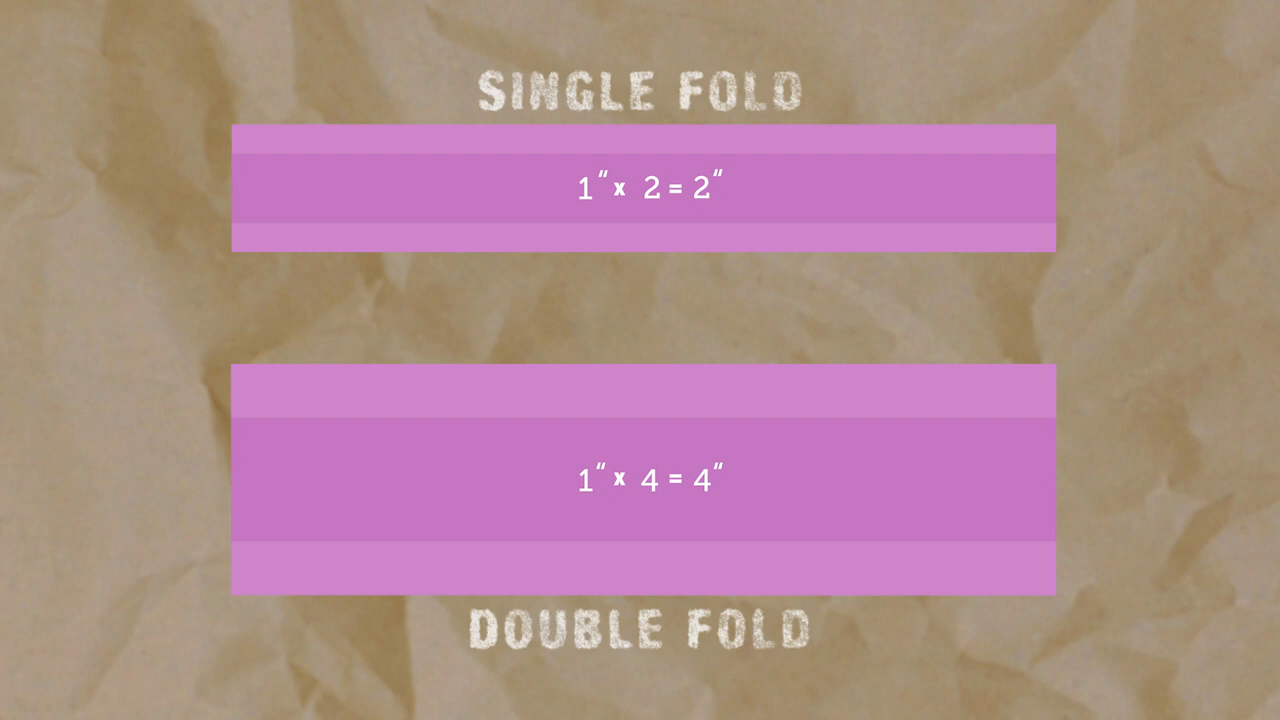 SINGLE FOLD
1" x 2 = 2"
1" x 4 = 4"
DOUBLE FOLD